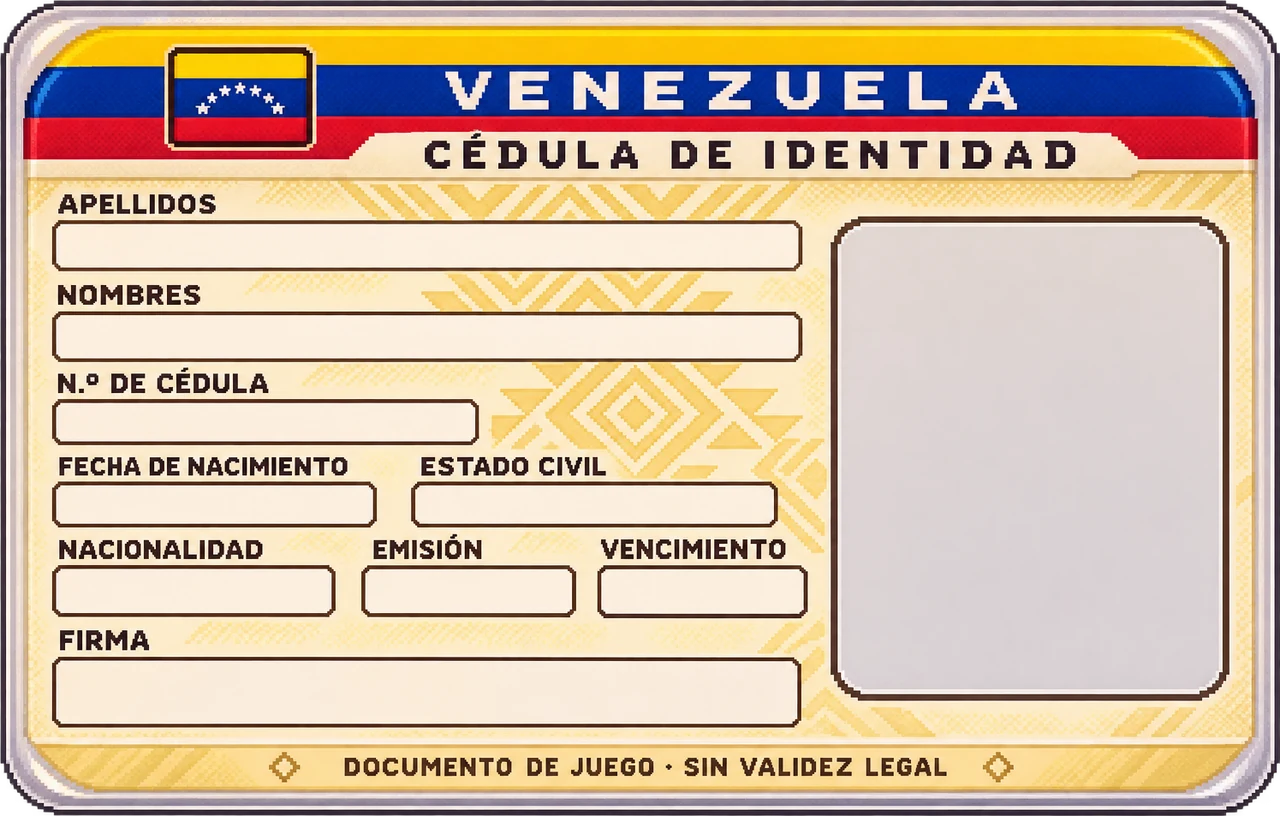 VENEZUELA
CÉDULA DE IDENTIDAD
APELLIDOS
NOMBRES
N.º DE CÉDULA
FECHA DE NACIMIENTO ESTADO CIVIL
NACIONALIDAD EMISIÓN VENCIMIENTO
FIRMA
DOCUMENTO DE JUEGO · SIN VALIDEZ LEGAL